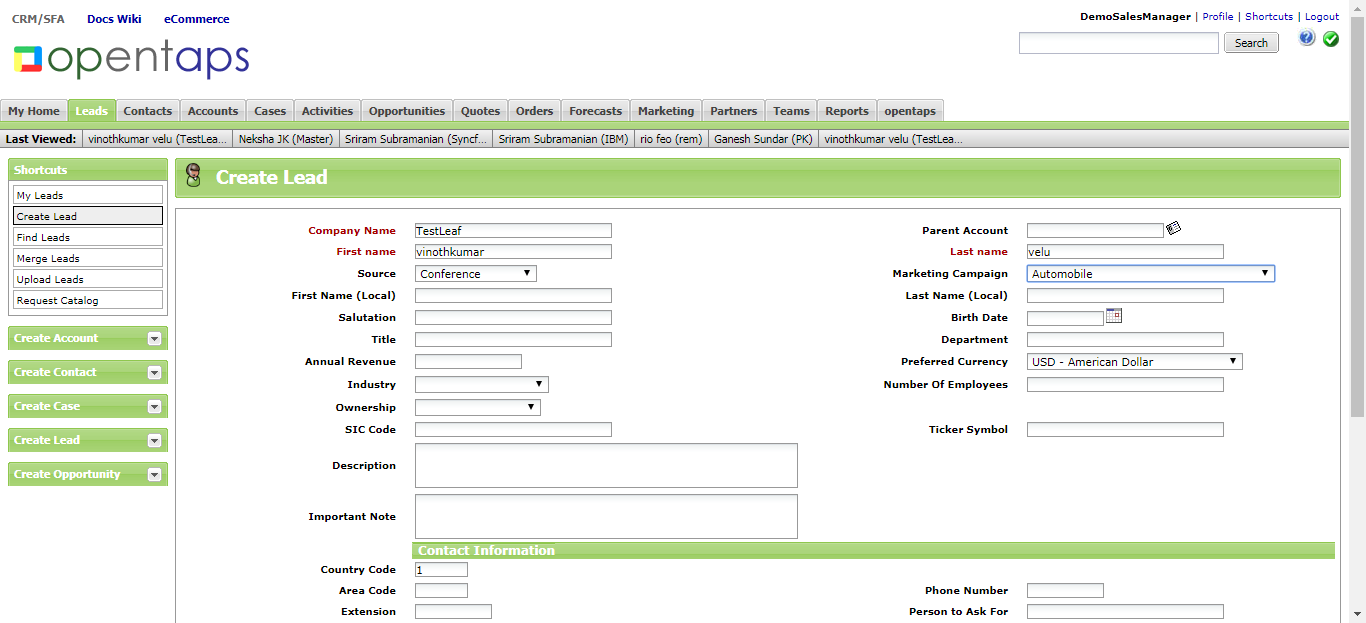 CRM/SFA Docs Wiki eCommerce
DemoSalesManager | Profile | Shortcuts | Logout
opentaps
Search
My Home Leads Contacts Accounts Cases Activities Opportunities Quotes Orders Forecasts Marketing Partners Teams Reports opentaps
Last Viewed: vinothkumar velu (TestLea... Neksha JK (Master) Sriram Subramanian (Syncf... Sriram Subramanian (IBM) rio feo (rem) Ganesh Sundar (PK) vinothkumar velu (TestLea...
Shortcuts
My Leads
Create Lead
Find Leads
Merge Leads
Upload Leads
Request Catalog
Create Account
Create Contact
Create Case
Create Lead
Create Opportunity
Create Lead
Company Name TestLeaf Parent Account
First name vinothkumar Last name velu
Source Conference Marketing Campaign Automobile
First Name (Local) Last Name (Local)
Salutation Birth Date
Title Department
Annual Revenue Preferred Currency USD - American Dollar
Industry Number Of Employees
Ownership
SIC Code Ticker Symbol
Description
Important Note
Contact Information
Country Code 1
Area Code Phone Number
Extension Person to Ask For